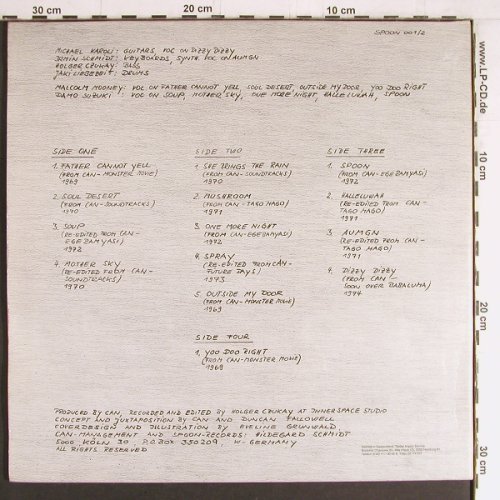 30 cm
20 cm
10 cm
SPOON 001/2
www.LP-CD.de
MICHAEL KAROLI: GUITARS, VOC ON DIZZY DIZZY
IRMIN SCHMIDT: KEYBOARDS, SYNTH. VOC ON AUMGN
HOLGER CZUKAY: BASS
JAKI LIEBEZEIT: DRUMS
MALCOLM MOONEY: VOC ON FATHER CANNOT YELL, SOUL DESERT, OUTSIDE MY DOOR, YOO DOO RIGHT
DAMO SUZUKI: VOC ON SOUP, MOTHER SKY, ONE MORE NIGHT, HALLELUWAH, SPOON
SIDE ONE
1. FATHER CANNOT YELL
(FROM CAN-MONSTER MOVIE)
1969
2. SOUL DESERT
(FROM CAN-SOUNDTRACKS)
1970
3. SOUP
(RE-EDITED FROM CAN-
EGE BAMYASI)
1972
4. MOTHER SKY
(RE-EDITED FROM CAN-
SOUNDTRACKS)
1970
SIDE TWO
1. SHE BRINGS THE RAIN
(FROM CAN-SOUNDTRACKS)
1970
2. MUSHROOM
(FROM CAN-TAGO MAGO)
1971
3. ONE MORE NIGHT
(FROM CAN-EGE BAMYASI)
1972
4. SPRAY
(RE-EDITED FROM CAN-
FUTURE DAYS)
1973
5. OUTSIDE MY DOOR
(FROM CAN-MONSTER MOVIE)
1969
SIDE THREE
1. SPOON
(FROM CAN-EGE BAMYASI)
1972
2. HALLELUWAH
(RE-EDITED FROM CAN-
TAGO MAGO)
1971
3. AUMGN
(RE-EDITED FROM CAN-
TAGO MAGO)
1971
4. DIZZY DIZZY
(FROM CAN-
SOON OVER BABALUMA)
1974
SIDE FOUR
1. YOO DOO RIGHT
(FROM CAN-MONSTER MOVIE)
1969
PRODUCED BY CAN, RECORDED AND EDITED BY HOLGER CZUKAY AT INNERSPACE STUDIO
CONCEPT AND JUXTAPOSITION BY CAN AND DUNCAN FALLOWELL
COVERDESIGN AND ILLUSTRATION BY EVELINE GRUNWALD
CAN-MANAGEMENT AND SPOON-RECORDS: HILDEGARD SCHMIDT
5000 KÖLN 30 P.O. BOX 350209 W-GERMANY
ALL RIGHTS RESERVED
10 cm
20 cm
30 cm